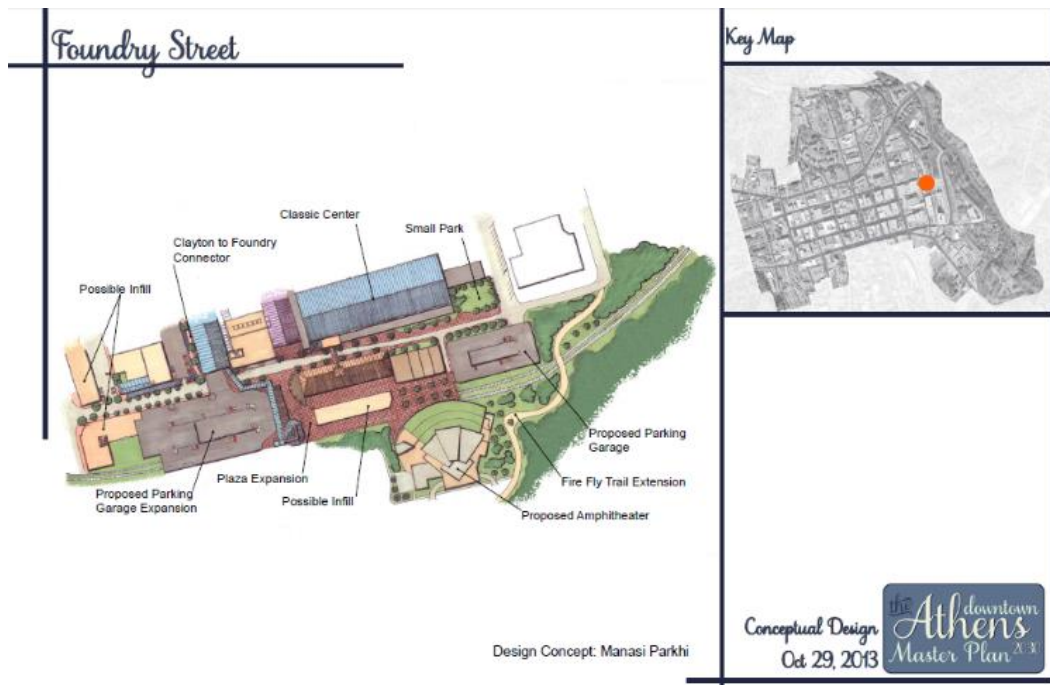 Foundry Street
Key Map
Classic Center
Small Park
Clayton to Foundry
Connector
Possible Infill
Proposed Parking
Garage
Plaza Expansion
Fire Fly Trail Extension
Proposed Parking
Garage Expansion
Possible Infill
Proposed Amphitheater
Design Concept: Manasi Parkhi
Conceptual Design
Oct 29, 2013
the downtown
Athens
Master Plan 2030